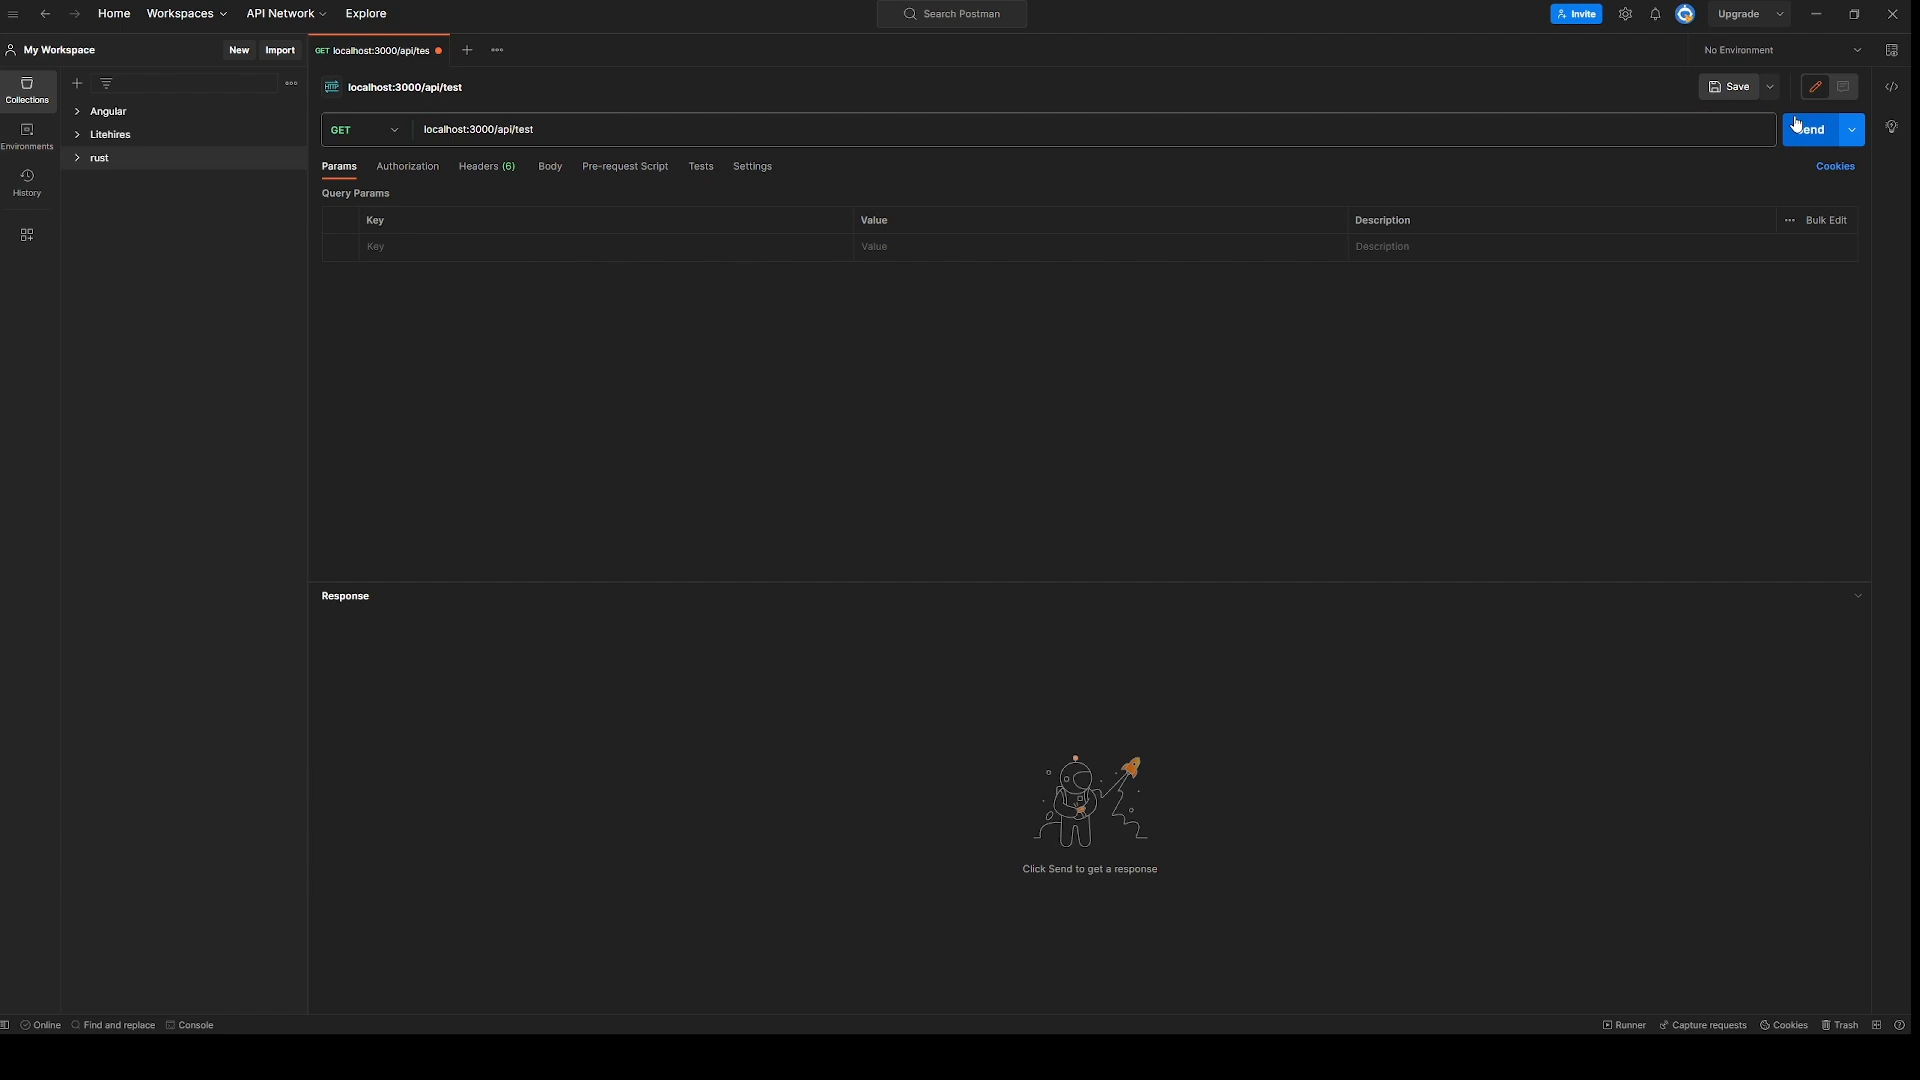 Home Workspaces API Network Explore Search Postman Invite Upgrade
My Workspace New Import GET localhost:3000/api/tes No Environment
Collections
HTTP localhost:3000/api/test Save
Angular
Litehires
rust
Environments
History
GET localhost:3000/api/test
Params Authorization Headers (6) Body Pre-request Script Tests Settings Cookies
Query Params
Key Value Description Bulk Edit
Key Value Description
Response
Click Send to get a response
Online Find and replace Console Runner Capture requests Cookies Trash